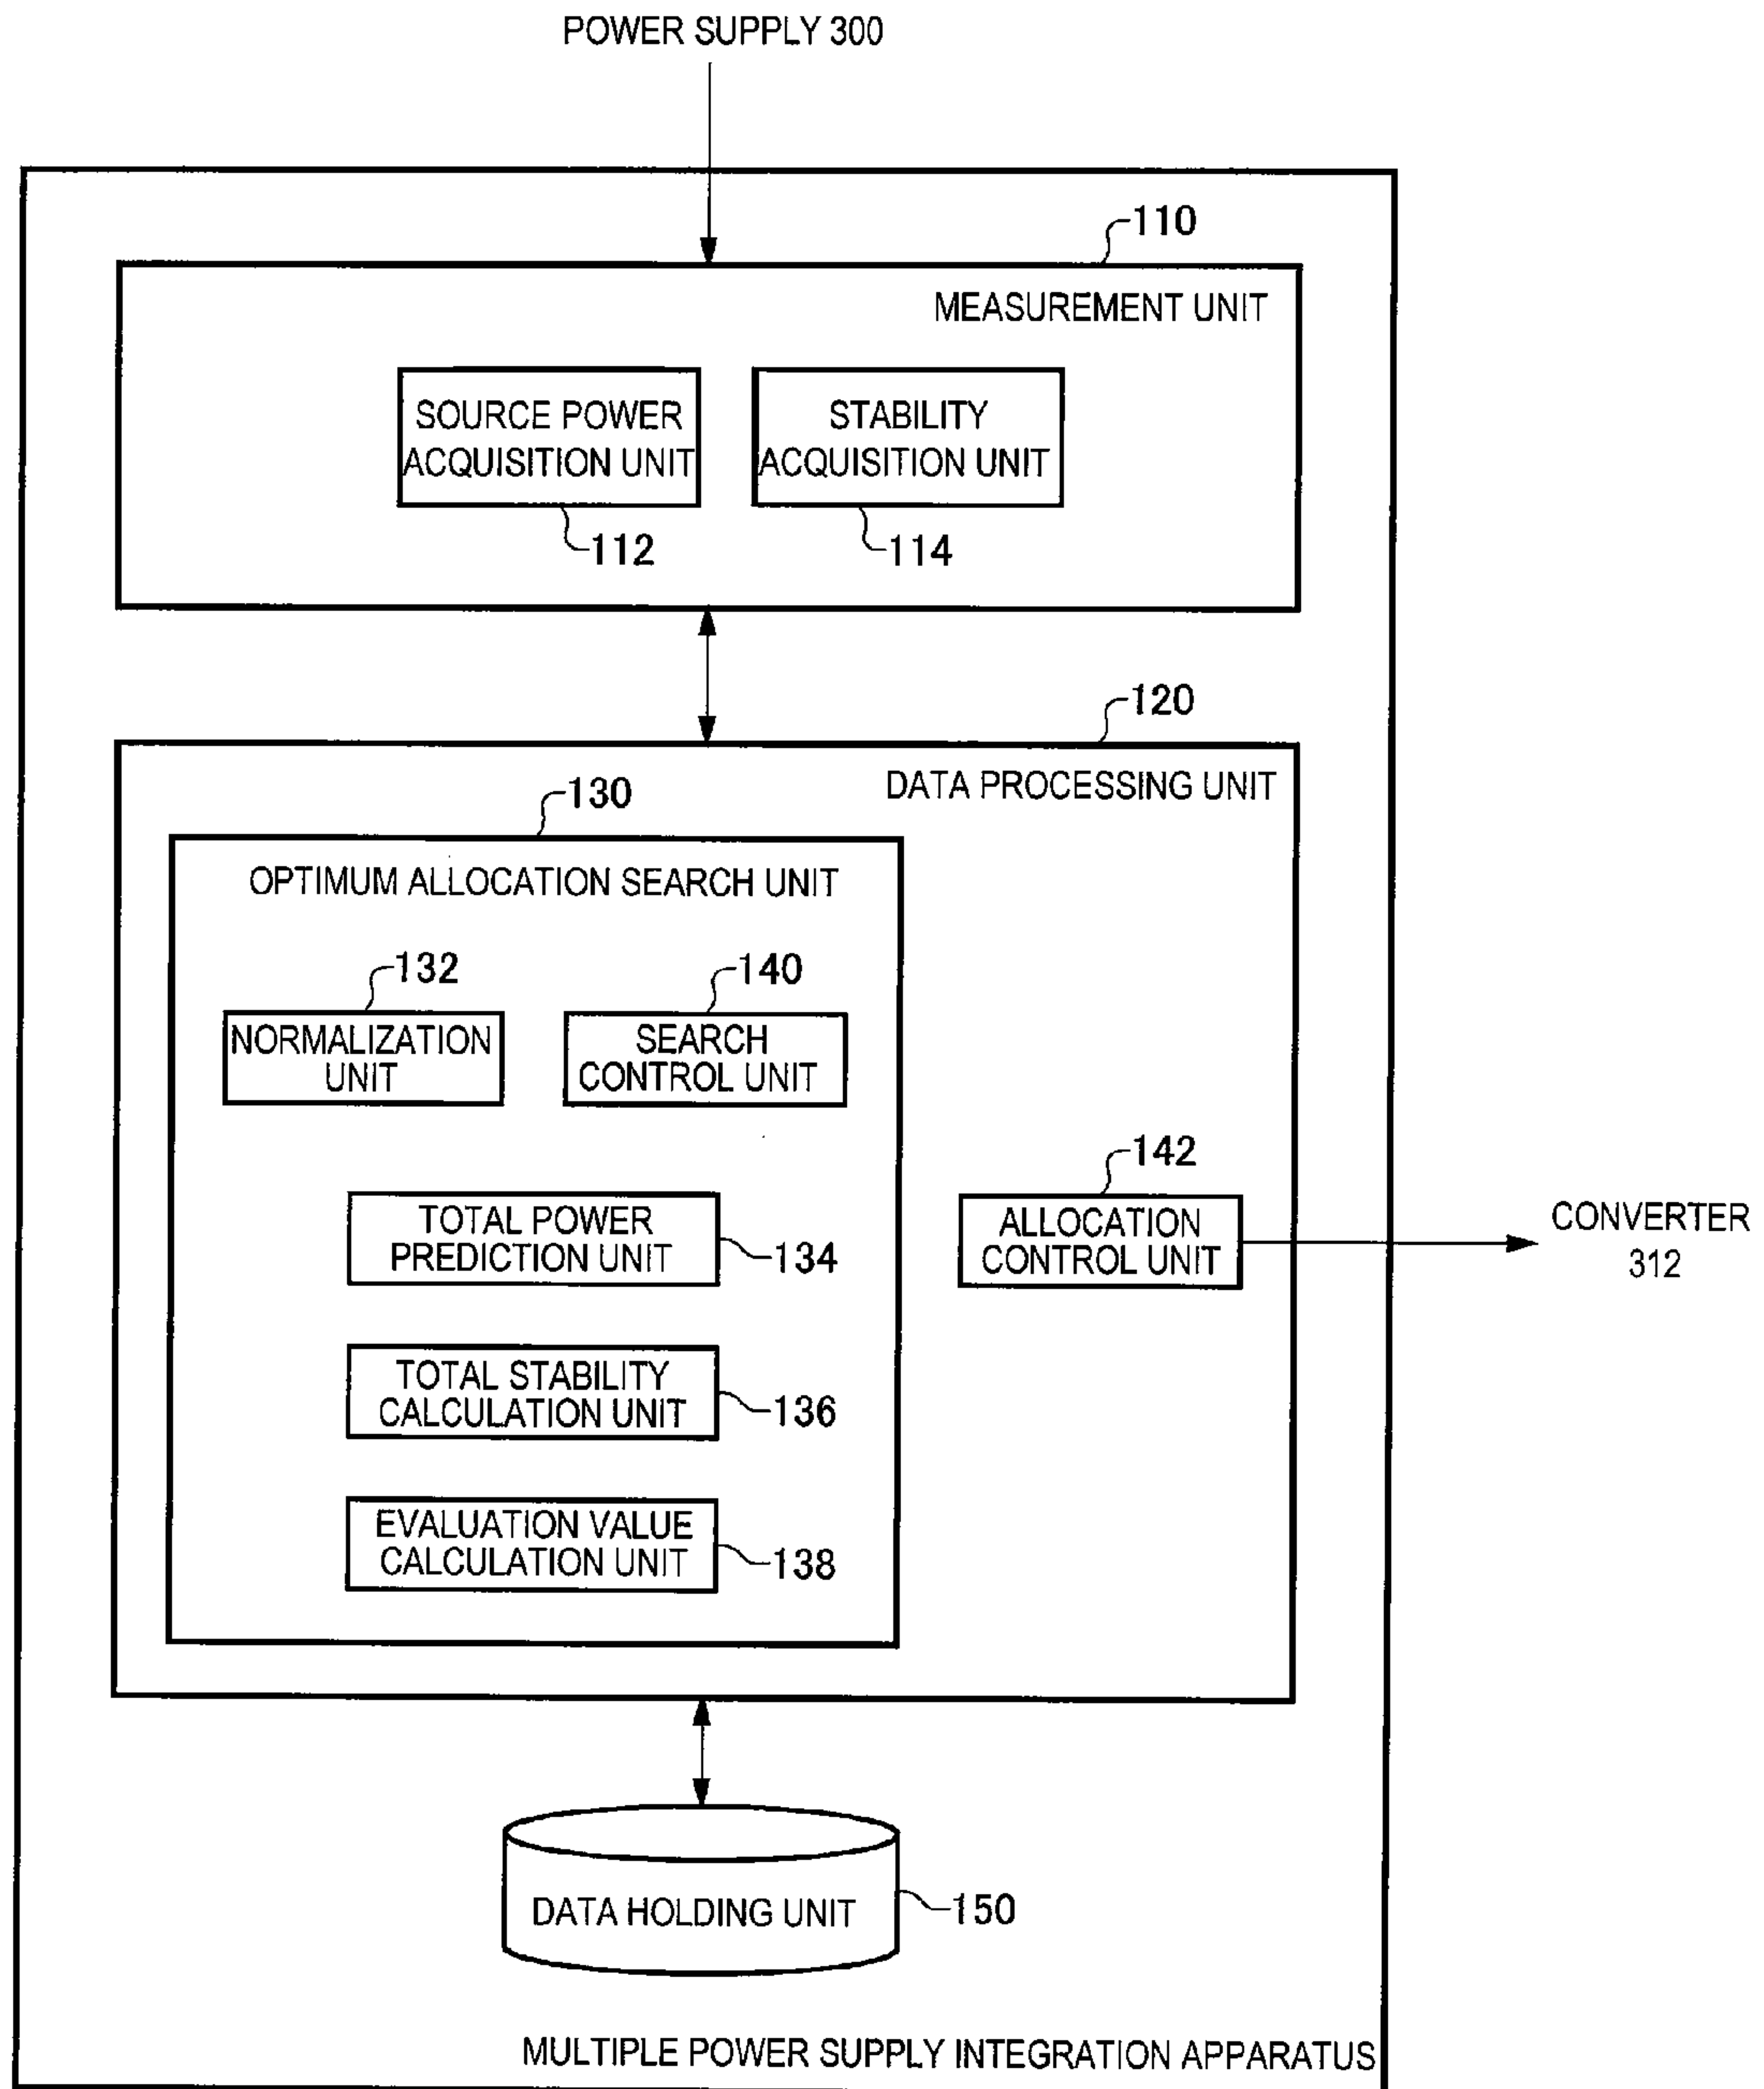 POWER SUPPLY 300
110
MEASUREMENT UNIT
SOURCE POWER
ACQUISITION UNIT
STABILITY
ACQUISITION UNIT
112
114
120
DATA PROCESSING UNIT
130
OPTIMUM ALLOCATION SEARCH UNIT
132
140
NORMALIZATION
UNIT
SEARCH
CONTROL UNIT
142
TOTAL POWER
PREDICTION UNIT
134
ALLOCATION
CONTROL UNIT
CONVERTER
312
TOTAL STABILITY
CALCULATION UNIT
136
EVALUATION VALUE
CALCULATION UNIT
138
DATA HOLDING UNIT
150
MULTIPLE POWER SUPPLY INTEGRATION APPARATUS